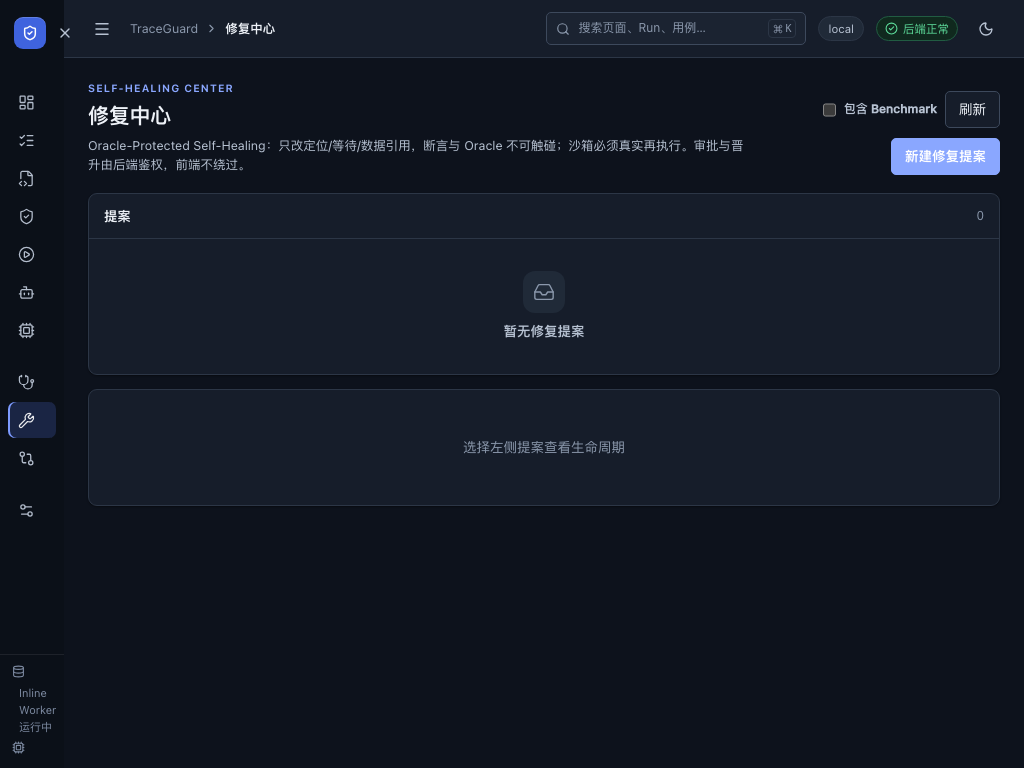 TraceGuard
修复中心
搜索页面、Run、用例...
⌘ K
local
后端正常
SELF-HEALING CENTER
修复中心
Oracle-Protected Self-Healing：只改定位/等待/数据引用，断言与 Oracle 不可触碰；沙箱必须真实再执行。审批与晋
升由后端鉴权，前端不绕过。
包含 Benchmark
刷新
新建修复提案
提案
0
暂无修复提案
选择左侧提案查看生命周期
Inline
Worker
运行中